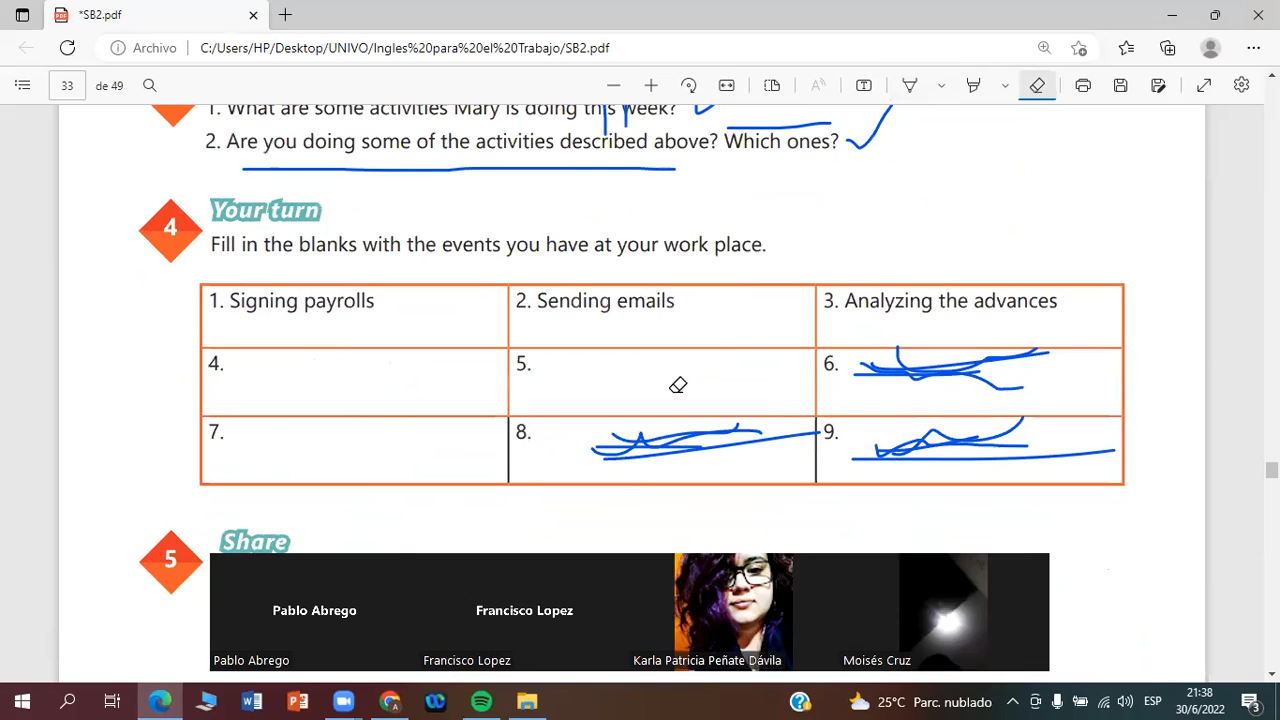 *SB2.pdf
Archivo C:/Users/HP/Desktop/UNIVO/Ingles%20para%20el%20Trabajo/SB2.pdf
33 de 49
1. What are some activities Mary is doing this week?
2. Are you doing some of the activities described above? Which ones?
4 Your turn
Fill in the blanks with the events you have at your work place.
1. Signing payrolls 2. Sending emails 3. Analyzing the advances
4. 5. 6.
7. 8. 9.
5 Share
Pablo Abrego Francisco Lopez
Pablo Abrego Francisco Lopez Karla Patricia Peñate Dávila Moisés Cruz
25°C Parc. nublado ESP 21:38
30/6/2022 3